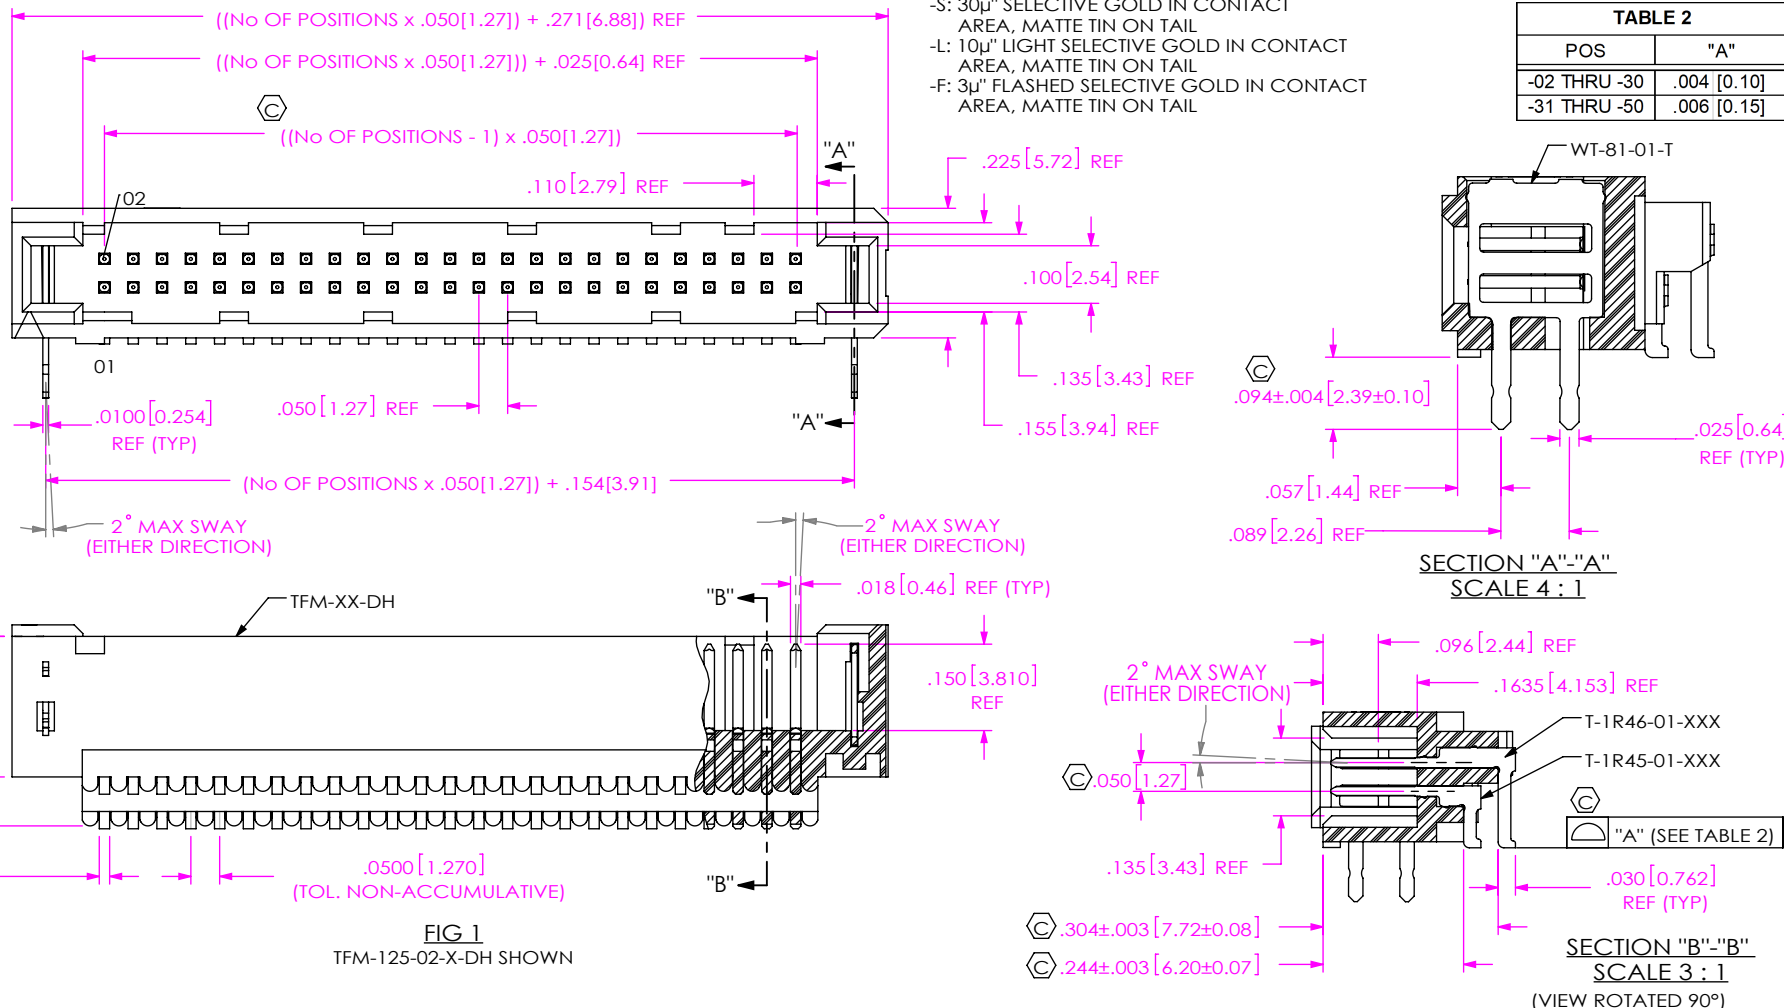 ((No OF POSITIONS x .050[1.27]) + .271[6.88]) REF
((No OF POSITIONS x .050[1.27])) + .025[0.64] REF
C
((No OF POSITIONS - 1) x .050[1.27])
"A"
.110[2.79] REF
02
01
.225[5.72] REF
.100[2.54] REF
.135[3.43] REF
.155[3.94] REF
.0100[0.254]
REF (TYP)
.050[1.27] REF
"A"
(No OF POSITIONS x .050[1.27]) + .154[3.91]
2° MAX SWAY
(EITHER DIRECTION)
2° MAX SWAY
(EITHER DIRECTION)
-S: 30µ" SELECTIVE GOLD IN CONTACT
AREA, MATTE TIN ON TAIL
-L: 10µ" LIGHT SELECTIVE GOLD IN CONTACT
AREA, MATTE TIN ON TAIL
-F: 3µ" FLASHED SELECTIVE GOLD IN CONTACT
AREA, MATTE TIN ON TAIL
TABLE 2
POS "A"
-02 THRU -30 .004 [0.10]
-31 THRU -50 .006 [0.15]
WT-81-01-T
C
.094±.004[2.39±0.10]
.025[0.64]
REF (TYP)
.057[1.44] REF
.089[2.26] REF
SECTION "A"-"A"
SCALE 4 : 1
TFM-XX-DH
"B"
.018[0.46] REF (TYP)
.150[3.810]
REF
.0500[1.270]
(TOL. NON-ACCUMULATIVE)
"B"
FIG 1
TFM-125-02-X-DH SHOWN
.096[2.44] REF
2° MAX SWAY
(EITHER DIRECTION)
.1635[4.153] REF
T-1R46-01-XXX
T-1R45-01-XXX
C .050[1.27]
C
"A" (SEE TABLE 2)
.135[3.43] REF
.030[0.762]
REF (TYP)
C .304±.003[7.72±0.08]
C .244±.003[6.20±0.07]
SECTION "B"-"B"
SCALE 3 : 1
(VIEW ROTATED 90°)